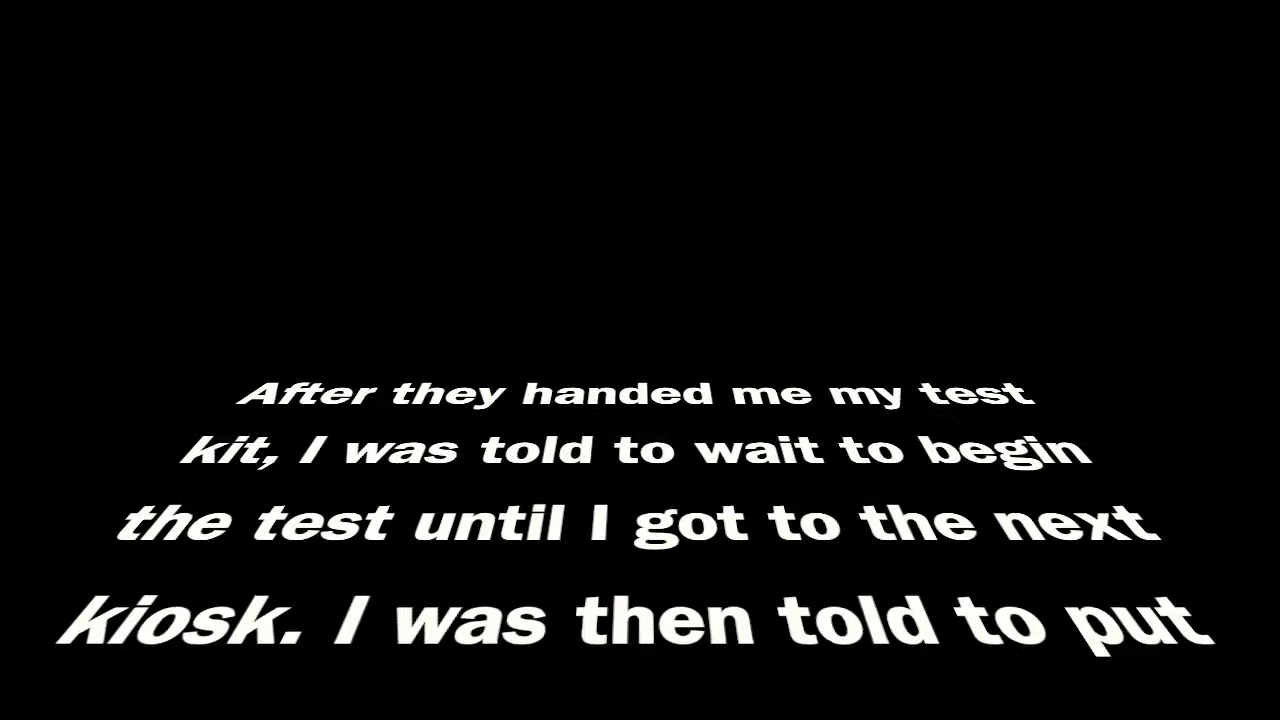 After they handed me my test
kit, I was told to wait to begin
the test until I got to the next
kiosk. I was then told to put